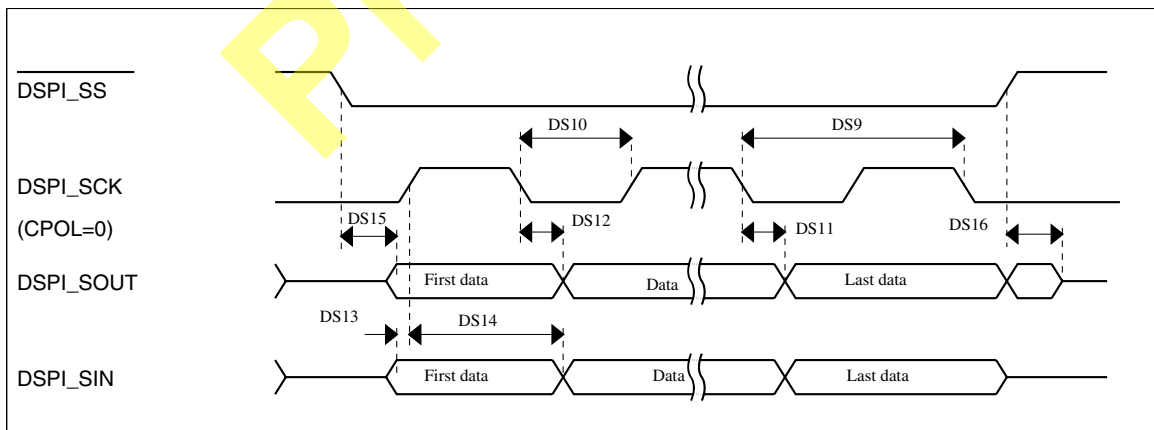 DSPI_SS
DS10
DS9
DSPI_SCK
(CPOL=0)
DS15
DS12
DS11
DS16
DSPI_SOUT
First data
Data
Last data
DS13
DS14
DSPI_SIN
First data
Data
Last data